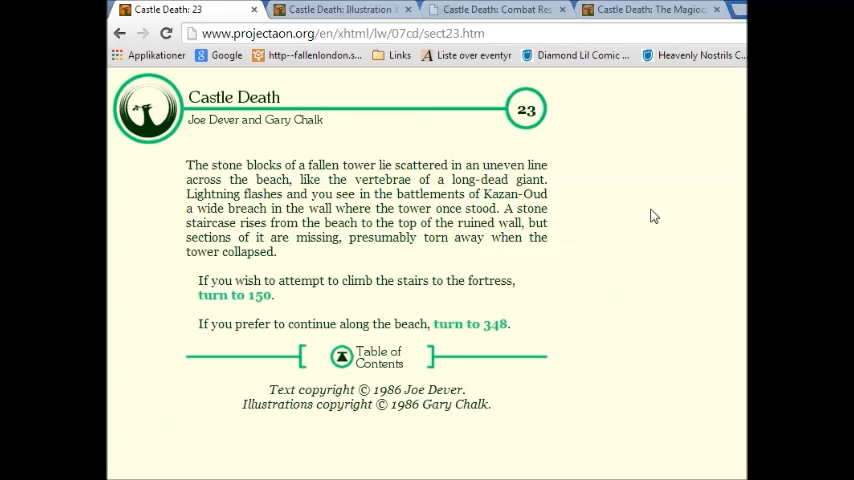 Castle Death: 23
Castle Death: Illustration
Castle Death: Combat Re
Castle Death: The Magic
www.projectaon.org/en/xhtml/lw/07cd/sect23.htm
Applikationer Google http--fallenlondon.s... Links Liste over eventyr Diamond Lil Comic ... Heavenly Nostrils C...
Castle Death
23
Joe Dever and Gary Chalk
The stone blocks of a fallen tower lie scattered in an uneven line
across the beach, like the vertebrae of a long-dead giant.
Lightning flashes and you see in the battlements of Kazan-Oud
a wide breach in the wall where the tower once stood. A stone
staircase rises from the beach to the top of the ruined wall, but
sections of it are missing, presumably torn away when the
tower collapsed.
If you wish to attempt to climb the stairs to the fortress,
turn to 150.
If you prefer to continue along the beach, turn to 348.
Table of
Contents
Text copyright © 1986 Joe Dever.
Illustrations copyright © 1986 Gary Chalk.